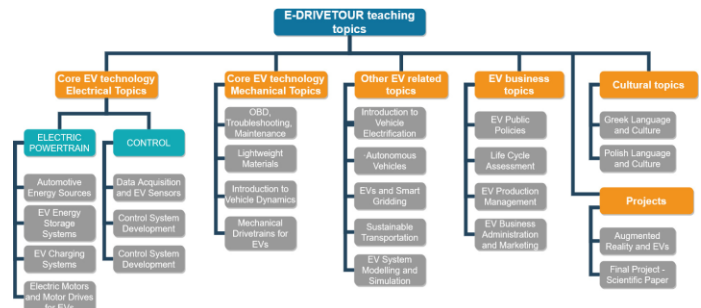 E-DRIVETOUR teaching
topics
Core EV technology
Electrical Topics
ELECTRIC
POWERTRAIN
Automotive
Energy Sources
EV Energy
Storage
Systems
EV Charging
Systems
Electric Motors
and Motor Drives
for EVs
CONTROL
Data Acquisition
and EV Sensors
Control System
Development
Control System
Development
Core EV technology
Mechanical Topics
OBD,
Troubleshooting,
Maintenance
Lightweight
Materials
Introduction to
Vehicle Dynamics
Mechanical
Drivetrains for
EVs
Other EV related
topics
Introduction to
Vehicle
Electrification
Autonomous
Vehicles
EVs and Smart
Gridding
Sustainable
Transportation
EV System
Modelling and
Simulation
EV business
topics
EV Public
Policies
Life Cycle
Assessment
EV Production
Management
EV Business
Administration
and Marketing
Cultural topics
Greek Language
and Culture
Polish Language
and Culture
Projects
Augmented
Reality and EVs
Final Project -
Scientific Paper